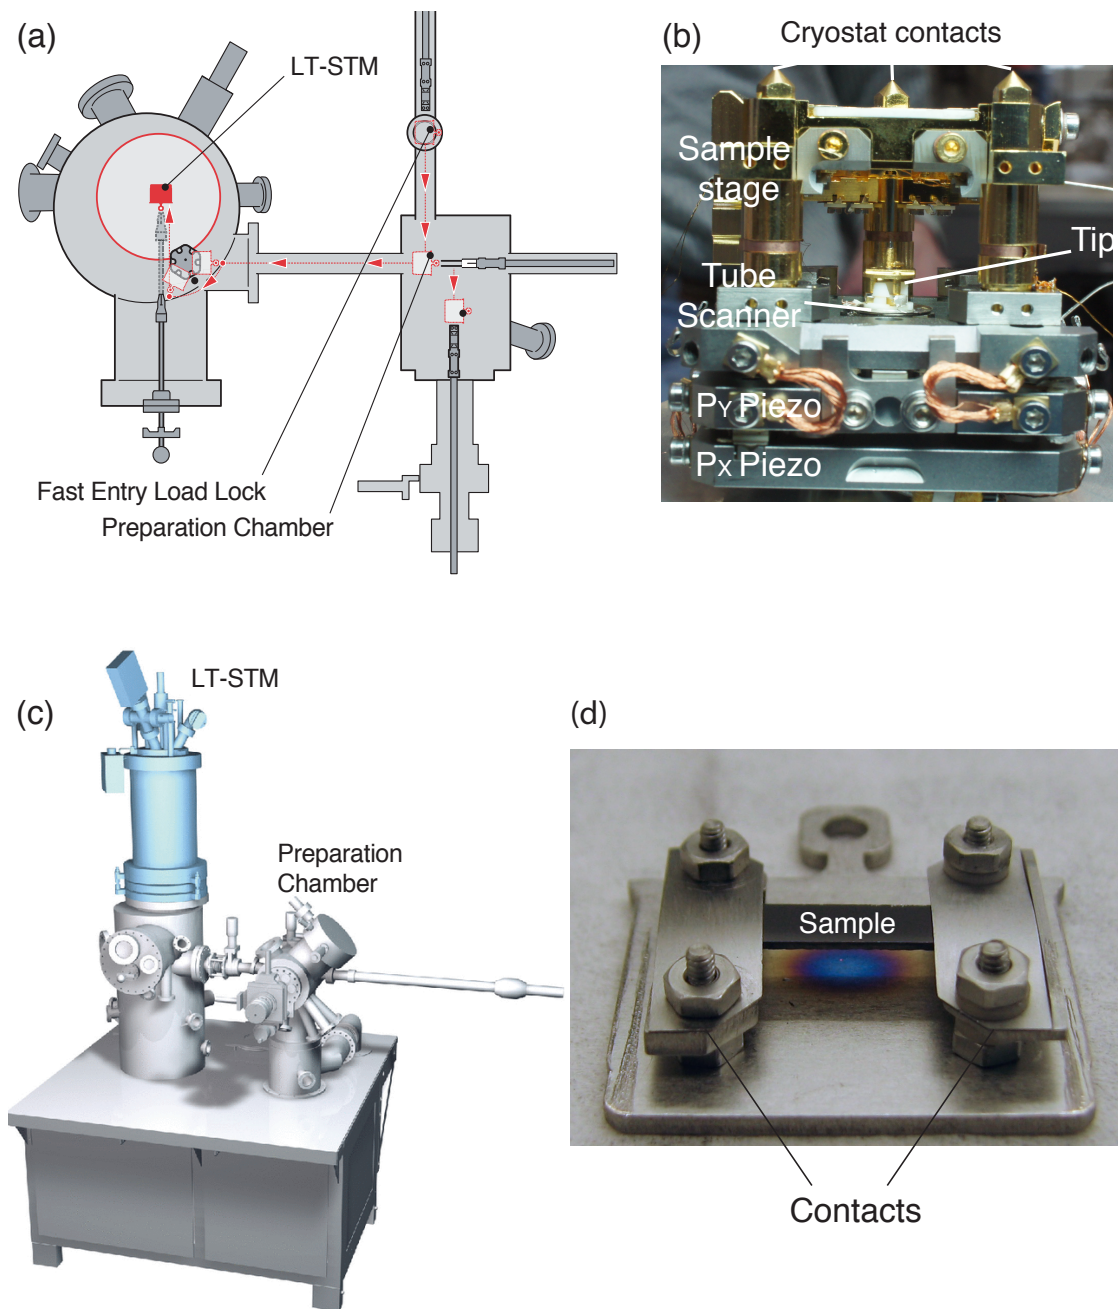 (a)
LT-STM
Fast Entry Load Lock
Preparation Chamber
(b)
Cryostat contacts
Sample
stage
Tip
Tube
Scanner
PY Piezo
PX Piezo
(c)
LT-STM
Preparation
Chamber
(d)
Sample
Contacts